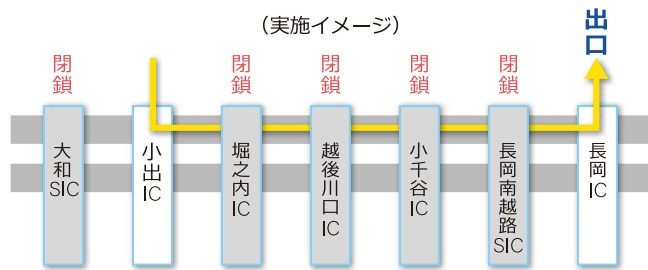 (実施イメージ)
出口
閉鎖
閉鎖
閉鎖
閉鎖
閉鎖
大和SIC
小出IC
堀之内IC
越後川口IC
小千谷IC
長岡南越路SIC
長岡IC